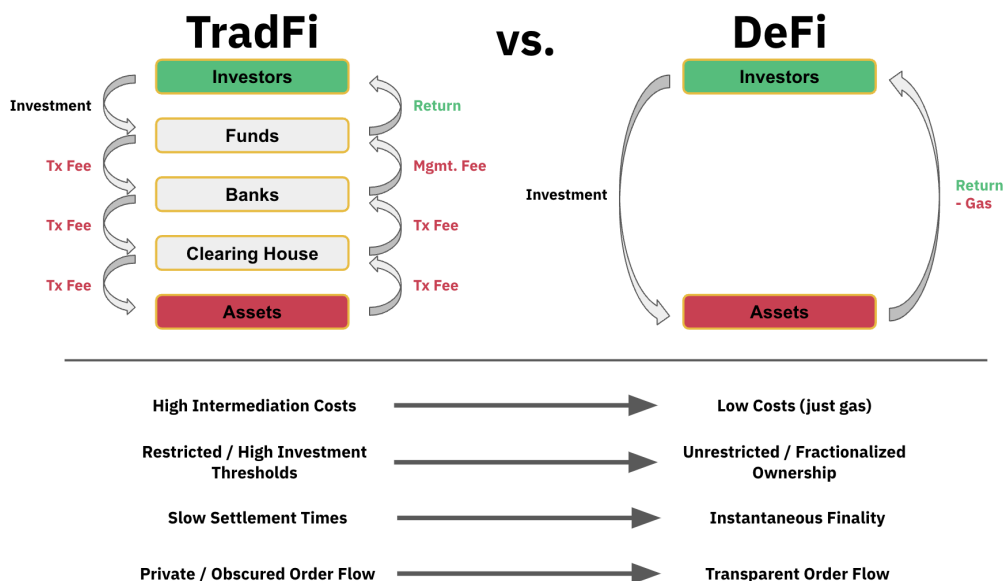 TradFi
vs.
DeFi
Investors
Funds
Banks
Clearing House
Assets
Investment
Tx Fee
Tx Fee
Tx Fee
Return
Mgmt. Fee
Tx Fee
Tx Fee
Investors
Assets
Investment
Return
- Gas
High Intermediation Costs
Low Costs (just gas)
Restricted / High Investment
Thresholds
Unrestricted / Fractionalized
Ownership
Slow Settlement Times
Instantaneous Finality
Private / Obscured Order Flow
Transparent Order Flow